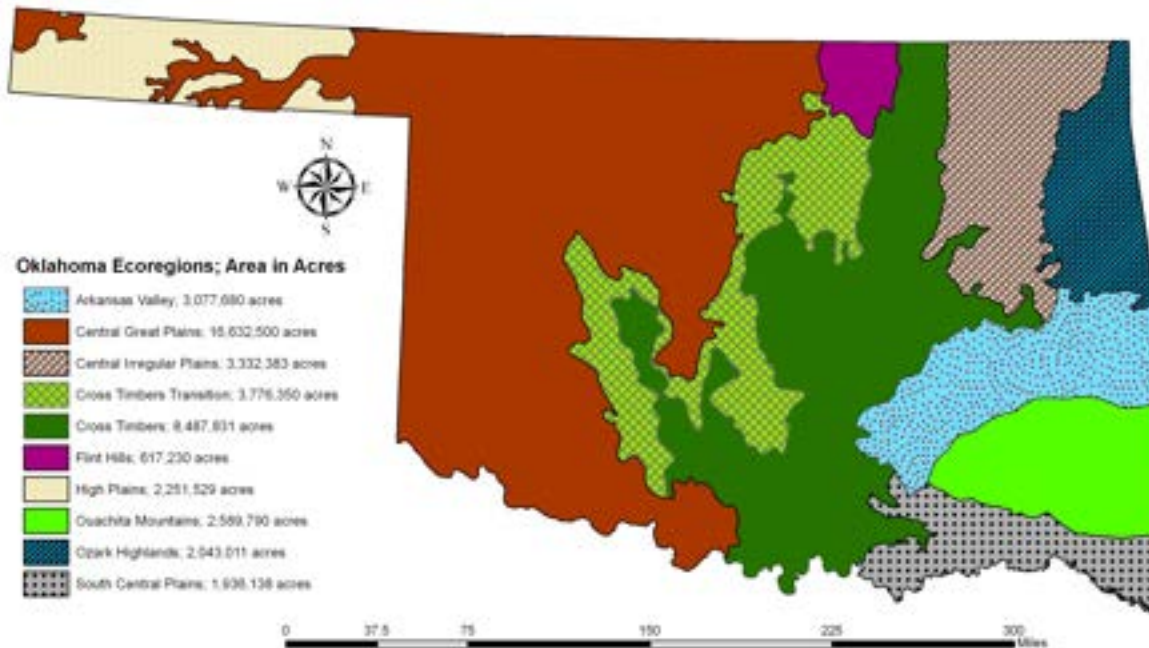 N
W E
S
Oklahoma Ecoregions; Area in Acres
Arkansas Valley; 3,077,680 acres
Central Great Plains; 16,632,500 acres
Central Irregular Plains; 3,332,383 acres
Cross Timbers Transition; 3,776,350 acres
Cross Timbers; 8,487,831 acres
Flint Hills; 617,230 acres
High Plains; 2,251,529 acres
Ouachita Mountains; 2,589,790 acres
Ozark Highlands; 2,043,011 acres
South Central Plains; 1,936,138 acres
0 37.5 75 150 225 300
Miles